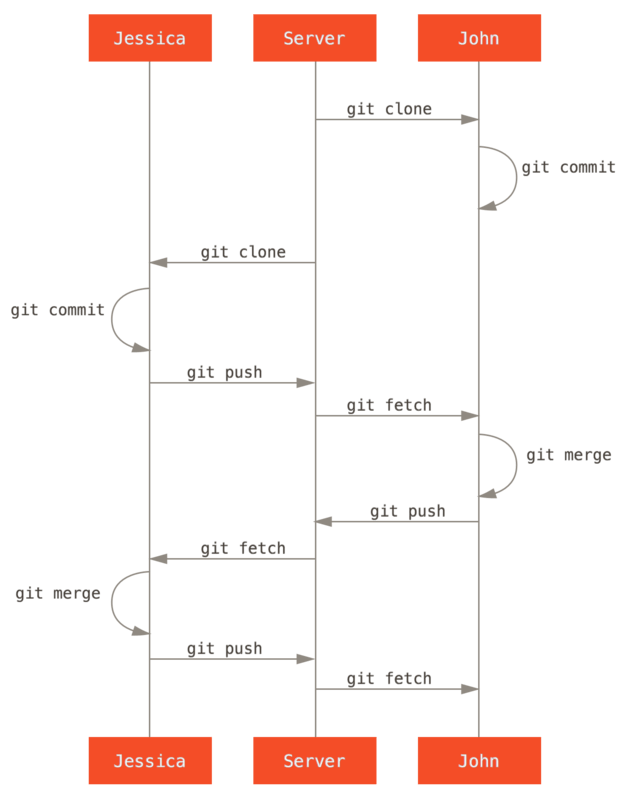 Jessica
Server
John
git clone
git commit
git clone
git commit
git push
git fetch
git merge
git push
git fetch
git merge
git push
git fetch
Jessica
Server
John